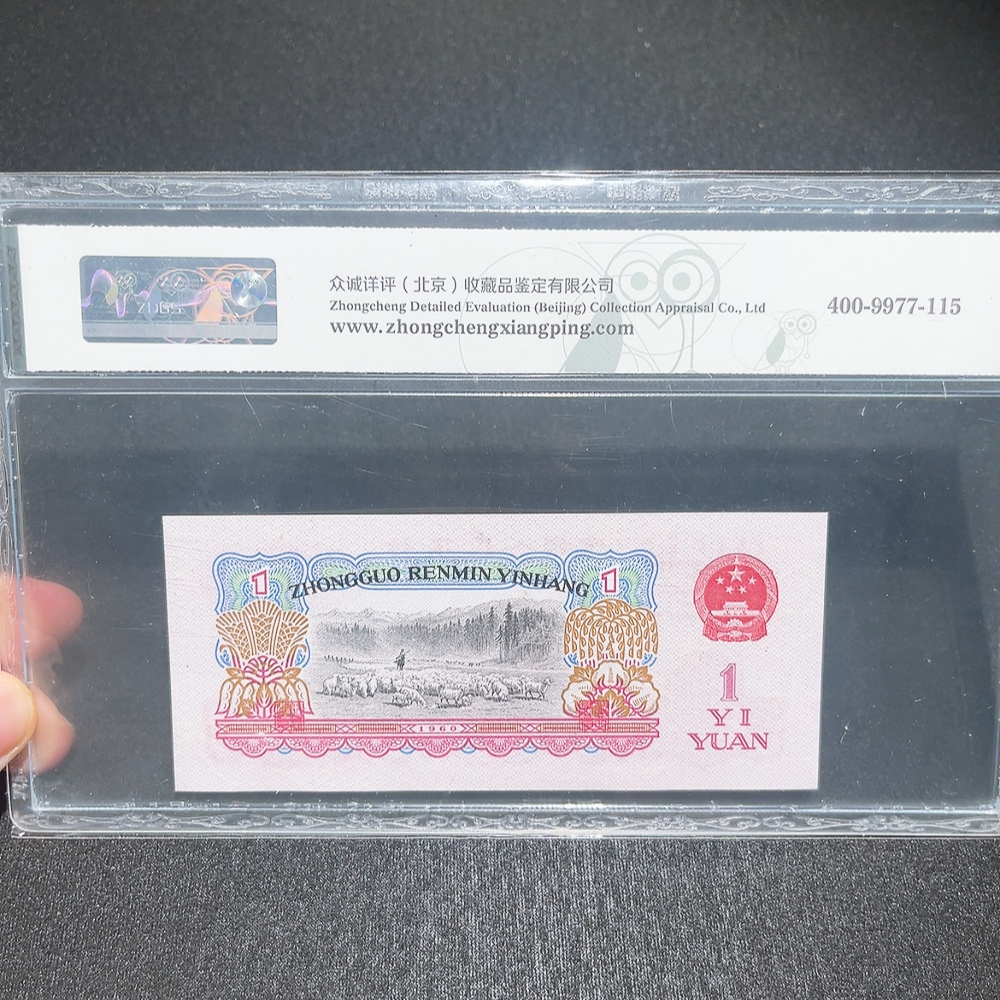 众诚详评（北京）收藏品鉴定有限公司
Zhongcheng Detailed Evaluation (Beijing) Collection Appraisal Co., Ltd
www.zhongchengxiangping.com
400-9977-115
ZHONGGUO RENMIN YINHANG
1
1
1
YI
YUAN
1960